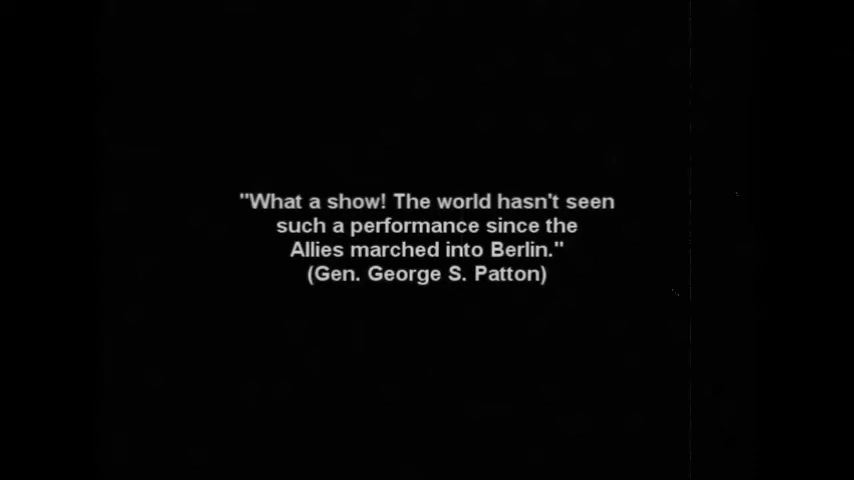 "What a show! The world hasn't seen
such a performance since the
Allies marched into Berlin."
(Gen. George S. Patton)